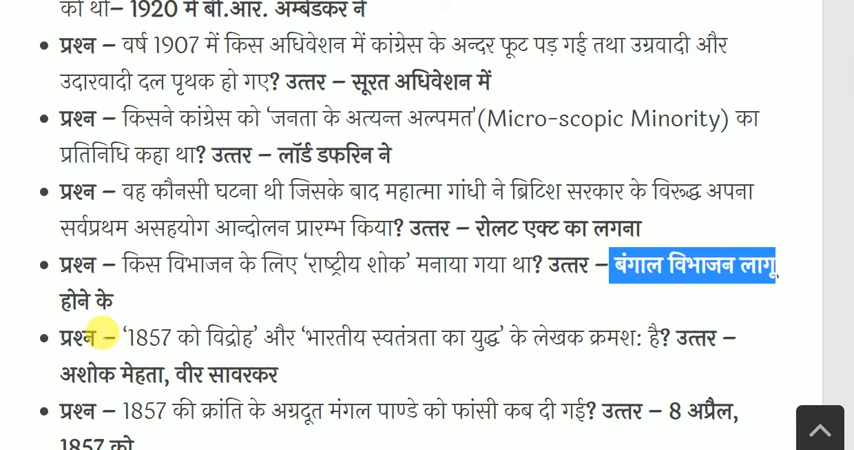 की थी– 1920 में बी.आर. अम्बेडकर ने
प्रश्न – वर्ष 1907 में किस अधिवेशन में कांग्रेस के अन्दर फूट पड़ गई तथा उग्रवादी और
उदारवादी दल पृथक हो गए? उत्तर – सूरत अधिवेशन में
प्रश्न – किसने कांग्रेस को ‘जनता के अत्यन्त अल्पमत'(Micro-scopic Minority) का
प्रतिनिधि कहा था? उत्तर – लॉर्ड डफरिन ने
प्रश्न – वह कौनसी घटना थी जिसके बाद महात्मा गांधी ने ब्रिटिश सरकार के विरूद्ध अपना
सर्वप्रथम असहयोग आन्दोलन प्रारम्भ किया? उत्तर – रोलट एक्ट का लगना
प्रश्न – किस विभाजन के लिए ‘राष्ट्रीय शोक’ मनाया गया था? उत्तर – बंगाल विभाजन लागू
होने के
प्रश्न – ‘1857 को विद्रोह’ और ‘भारतीय स्वतंत्रता का युद्ध’ के लेखक क्रमश: है? उत्तर –
अशोक मेहता, वीर सावरकर
प्रश्न – 1857 की क्रांति के अग्रदूत मंगल पाण्डे को फांसी कब दी गई? उत्तर – 8 अप्रैल,
1857 को